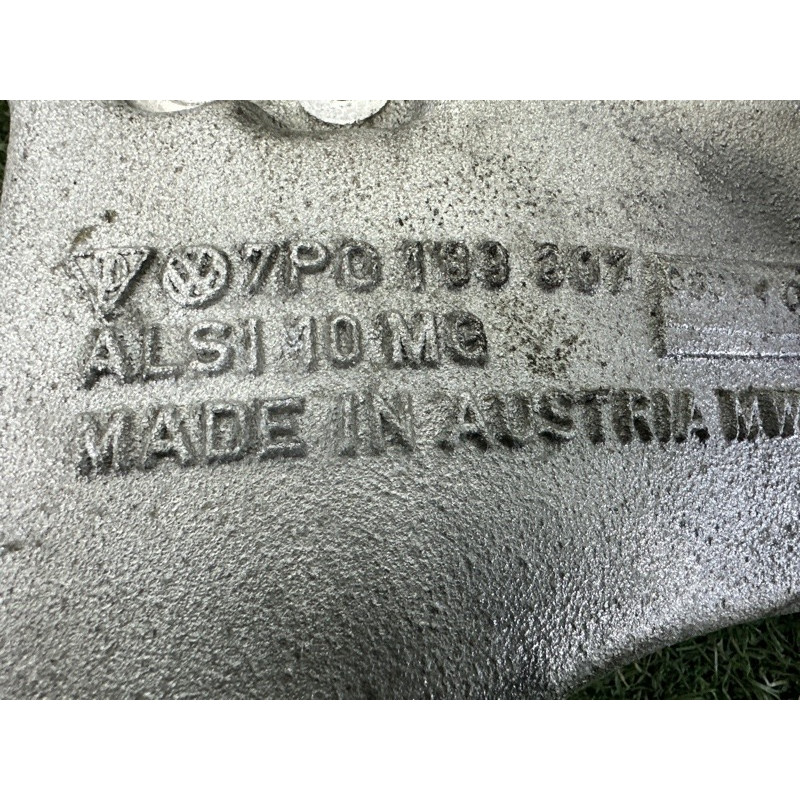 7P0 199 307
ALSI 10 MG
MADE IN AUSTRIA